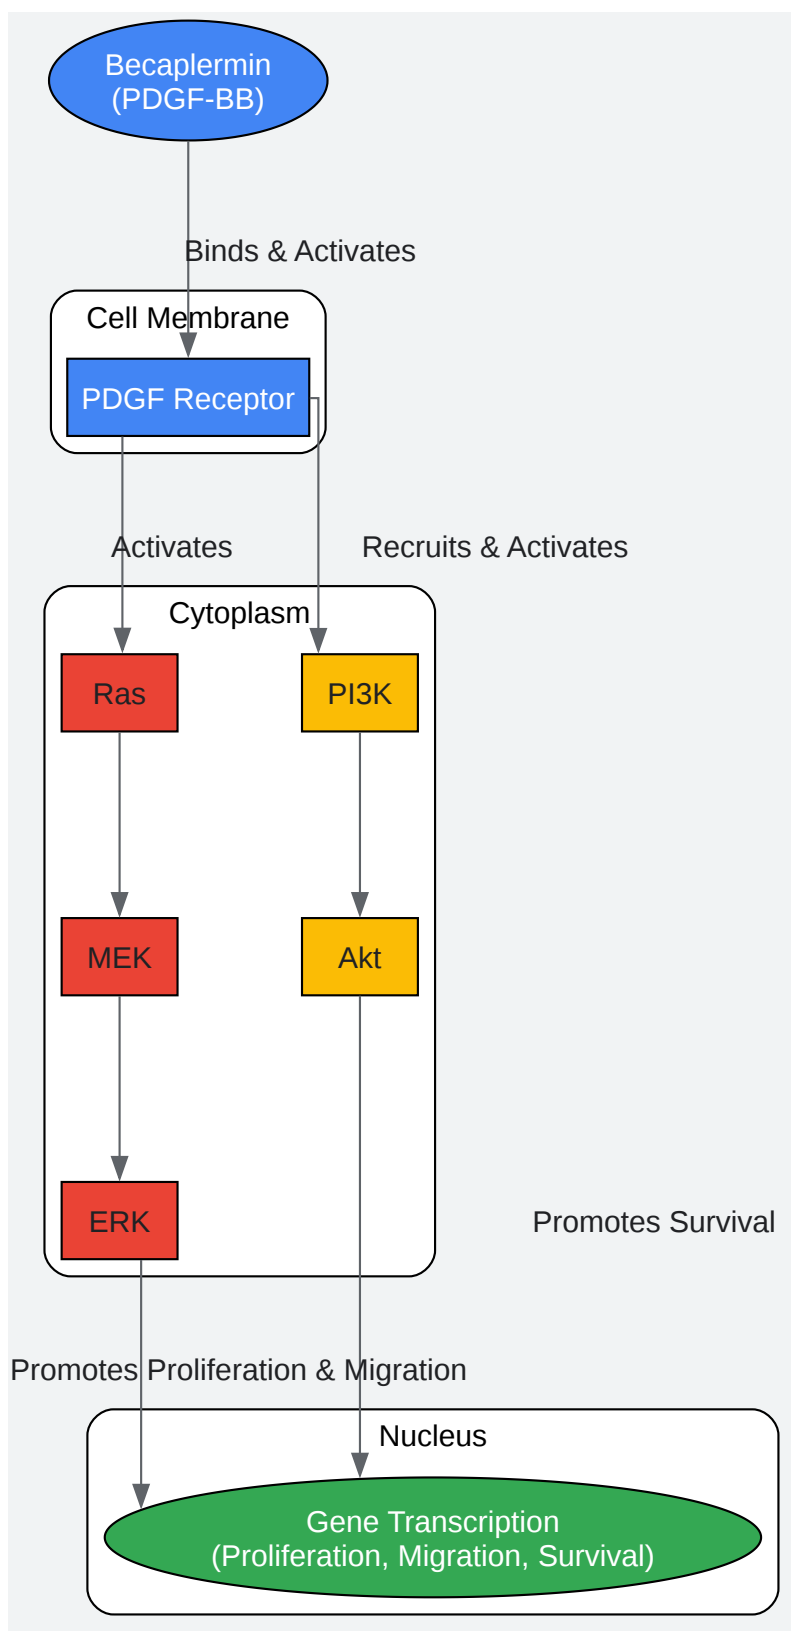 Becaplermin
(PDGF-BB)
Binds & Activates
Cell Membrane
PDGF Receptor
Activates
Recruits & Activates
Cytoplasm
Ras
PI3K
MEK
Akt
ERK
Promotes Survival
Promotes Proliferation & Migration
Nucleus
Gene Transcription
(Proliferation, Migration, Survival)